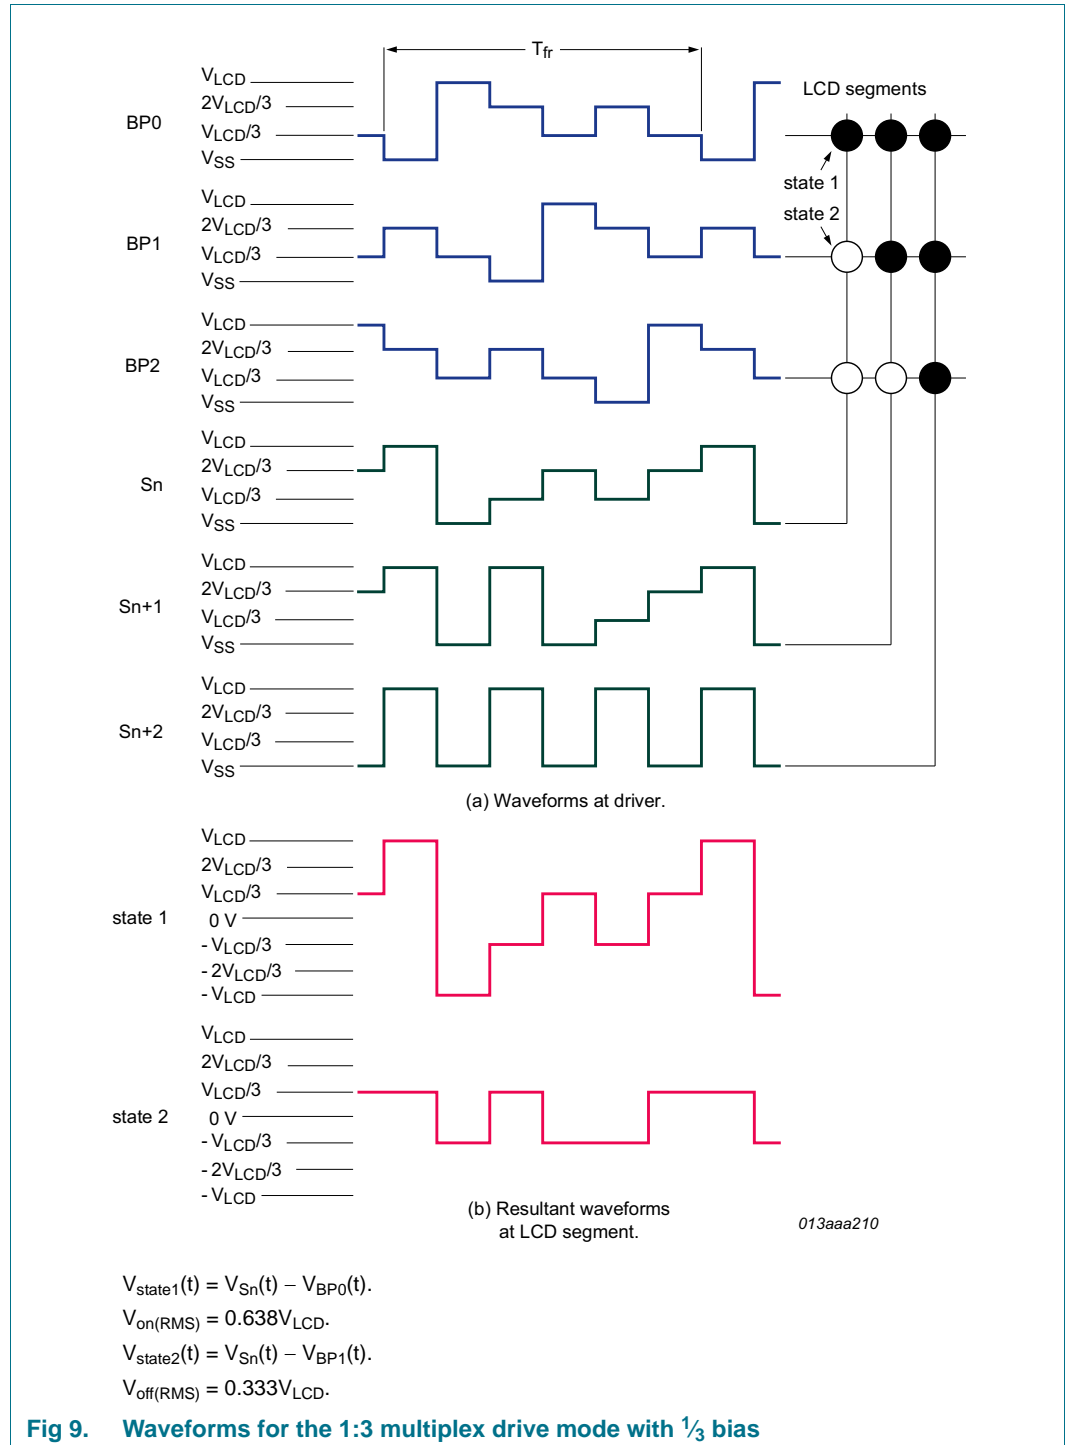 Tfr
VLCD
2VLCD/3
BP0
VLCD/3
VSS
LCD segments
state 1
state 2
VLCD
2VLCD/3
BP1
VLCD/3
VSS
VLCD
2VLCD/3
BP2
VLCD/3
VSS
VLCD
2VLCD/3
Sn
VLCD/3
VSS
VLCD
2VLCD/3
Sn+1
VLCD/3
VSS
VLCD
2VLCD/3
Sn+2
VLCD/3
VSS
(a) Waveforms at driver.
VLCD
2VLCD/3
VLCD/3
state 1
0 V
- VLCD/3
- 2VLCD/3
- VLCD
VLCD
2VLCD/3
VLCD/3
state 2
0 V
- VLCD/3
- 2VLCD/3
- VLCD
(b) Resultant waveforms
at LCD segment.
013aaa210
Vstate1(t) = VSn(t) − VBP0(t).
Von(RMS) = 0.638VLCD.
Vstate2(t) = VSn(t) − VBP1(t).
Voff(RMS) = 0.333VLCD.
Fig 9. Waveforms for the 1:3 multiplex drive mode with 1⁄3 bias